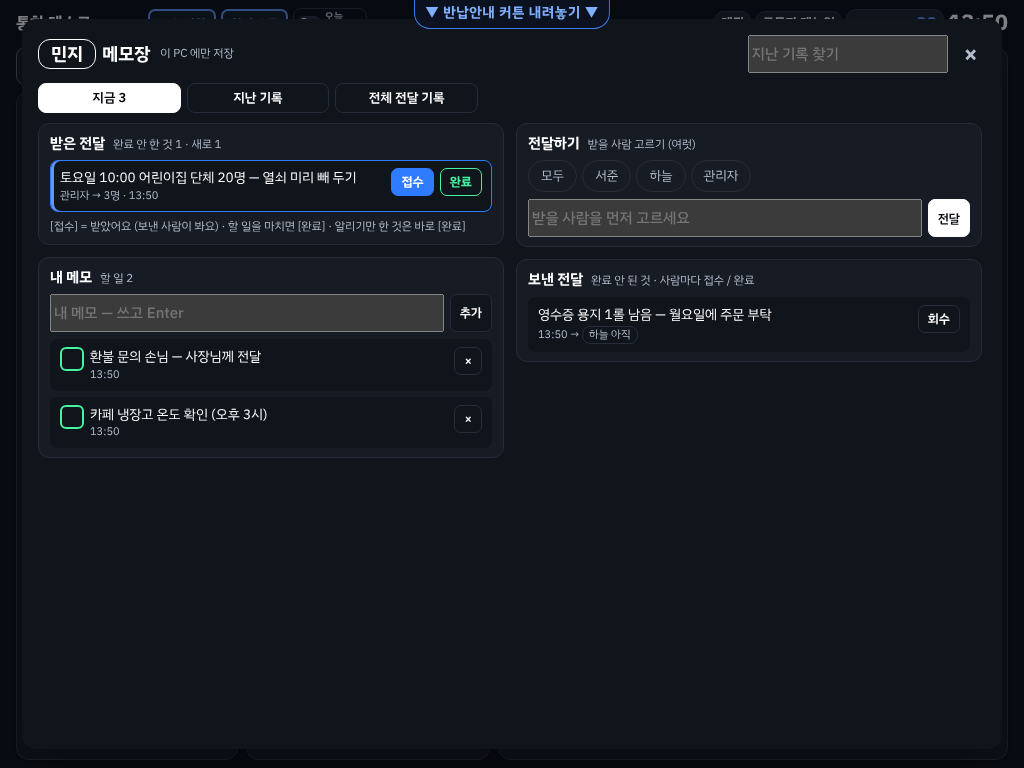 ▼ 반납안내 커튼 내려놓기 ▼
민지 메모장 이 PC 에만 저장
지난 기록 찾기
×
지금 3
지난 기록
전체 전달 기록
받은 전달 완료 안 한 것 1 · 새로 1
토요일 10:00 어린이집 단체 20명 — 열쇠 미리 빼 두기
관리자 → 3명 · 13:50
접수
완료
[접수] = 받았어요 (보낸 사람이 봐요) · 할 일을 마치면 [완료] · 알리기만 한 것은 바로 [완료]
내 메모 할 일 2
내 메모 — 쓰고 Enter
추가
환불 문의 손님 — 사장님께 전달
13:50
×
카페 냉장고 온도 확인 (오후 3시)
13:50
×
전달하기 받을 사람 고르기 (여럿)
모두
서준
하늘
관리자
받을 사람을 먼저 고르세요
전달
보낸 전달 완료 안 된 것 · 사람마다 접수 / 완료
영수증 용지 1롤 남음 — 월요일에 주문 부탁
13:50 → 하늘 아직
회수